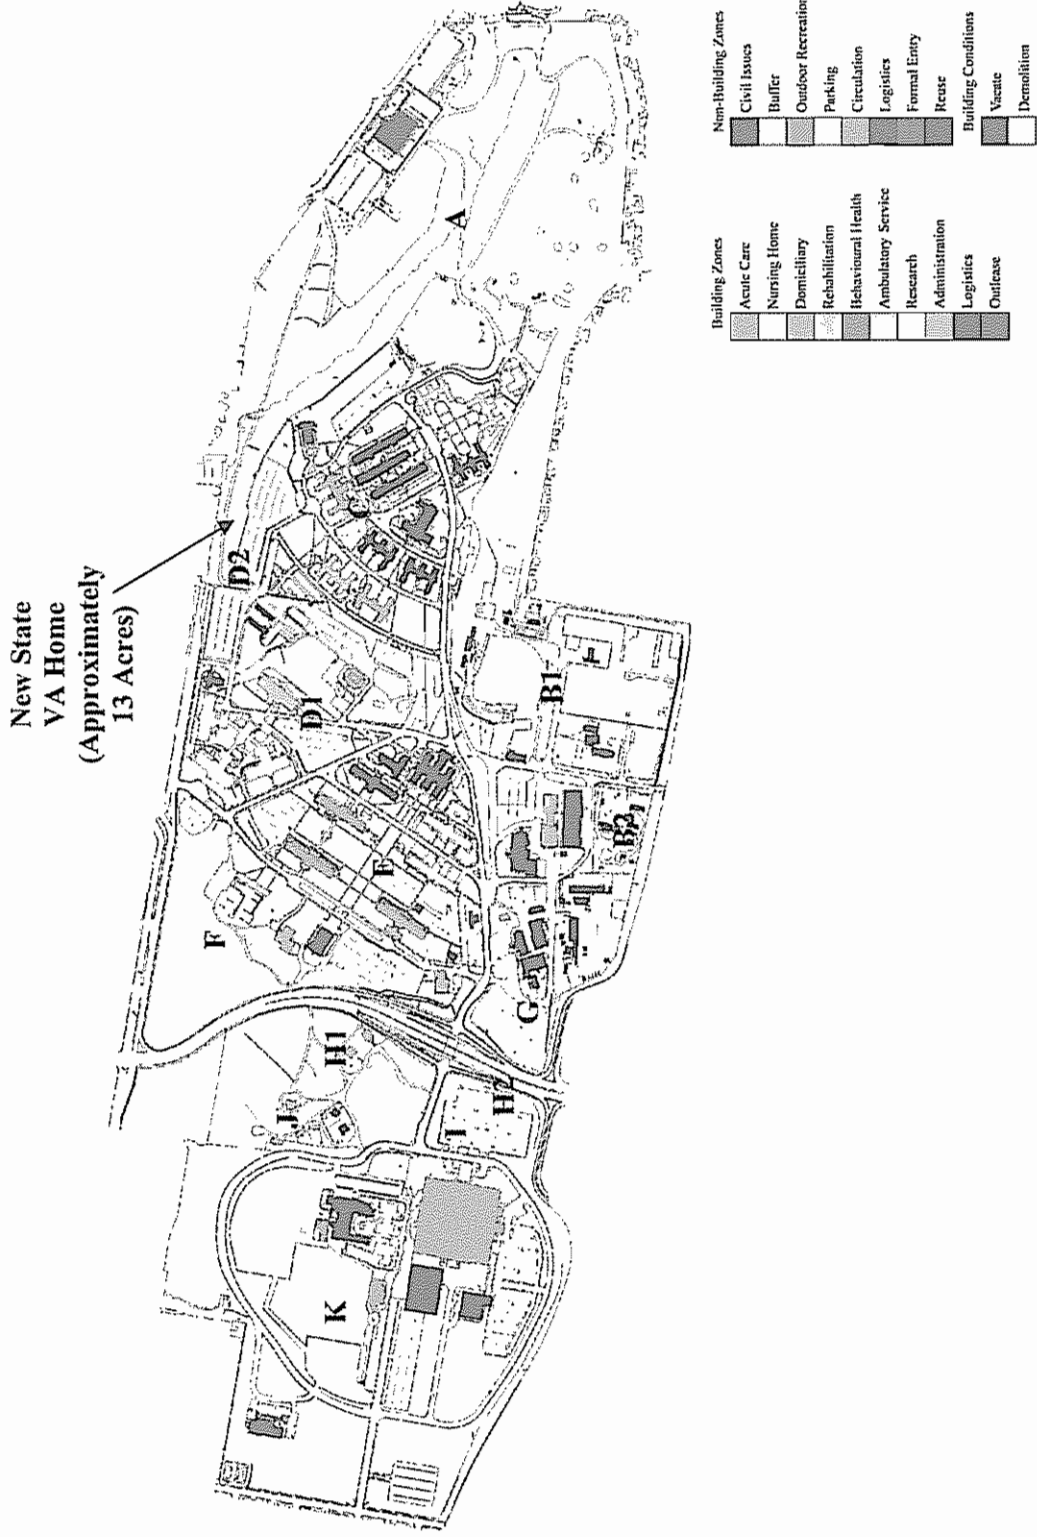 New State
VA Home
(Approximately
13 Acres)
A
D2
C
D1
B1
E
F
G
H1
H2
J
I
K
Building Zones
Acute Care
Nursing Home
Domiciliary
Rehabilitation
Behavioural Health
Ambulatory Service
Research
Administration
Logistics
Outlease
Non-Building Zones
Civil Issues
Buffer
Outdoor Recreation
Parking
Circulation
Logistics
Formal Entry
Reuse
Building Conditions
Vacate
Demolition